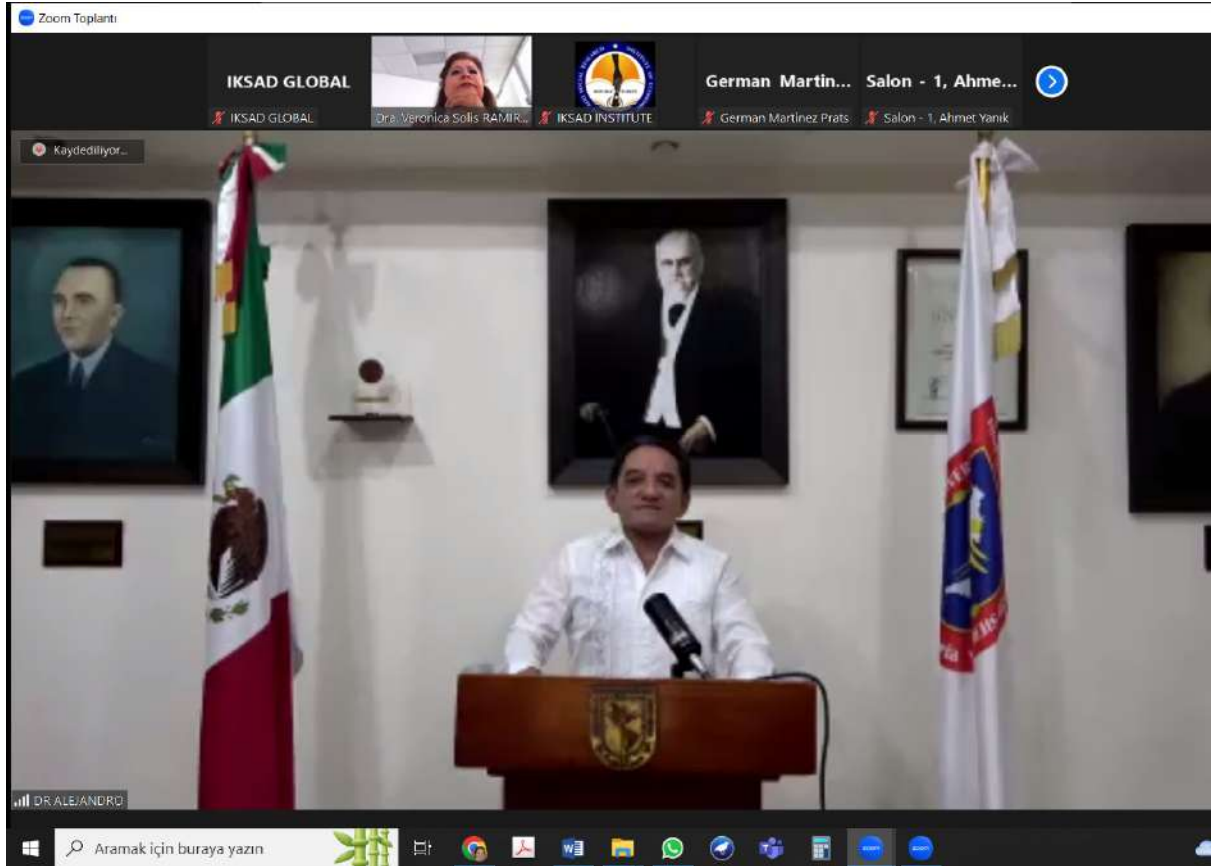 Zoom Toplantı
IKSAD GLOBAL
German Martin...
Salon - 1, Ahme...
IKSAD GLOBAL
Dra. Veronica Solis RAMIR...
IKSAD INSTITUTE
German Martinez Prats
Salon - 1, Ahmet Yanık
Kaydediliyor...
DR ALEJANDRO
Aramak için buraya yazın